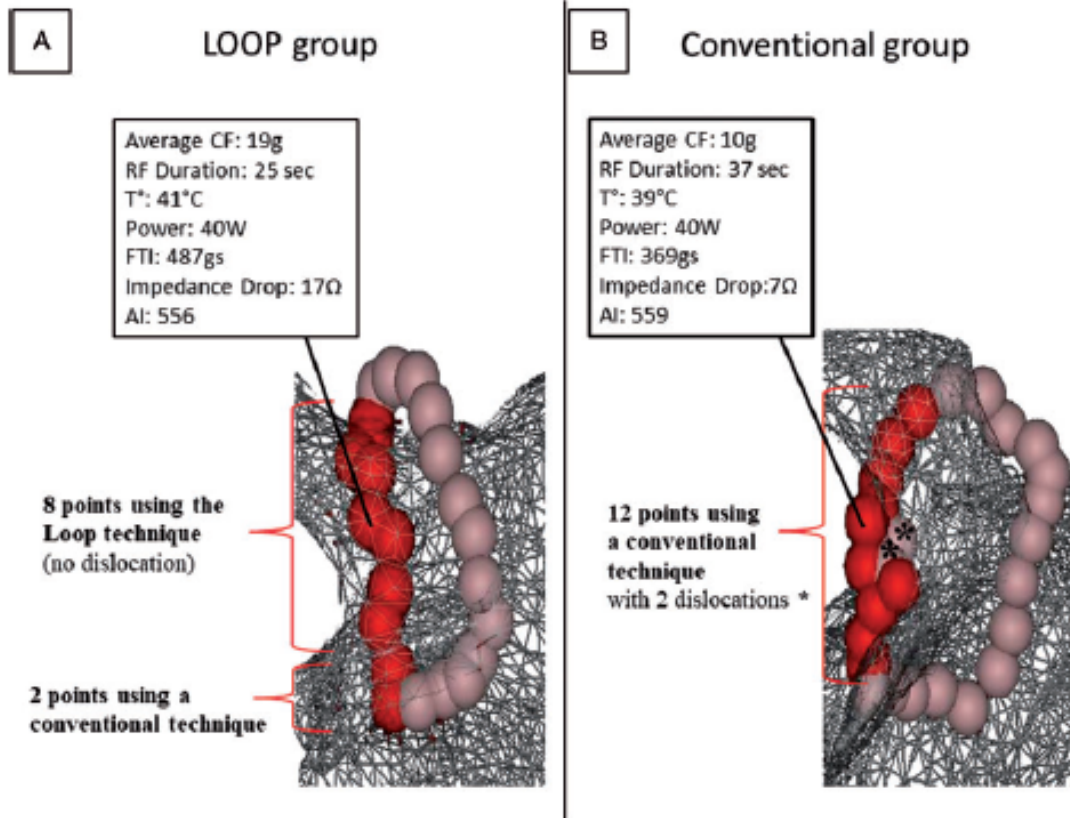 A
LOOP group
Average CF: 19g
RF Duration: 25 sec
T°: 41°C
Power: 40W
FTI: 487gs
Impedance Drop: 17Ω
AI: 556
8 points using the
Loop technique
(no dislocation)
2 points using a
conventional technique
B
Conventional group
Average CF: 10g
RF Duration: 37 sec
T°: 39°C
Power: 40W
FTI: 369gs
Impedance Drop:7Ω
AI: 559
12 points using
a conventional
technique
with 2 dislocations *
*
*